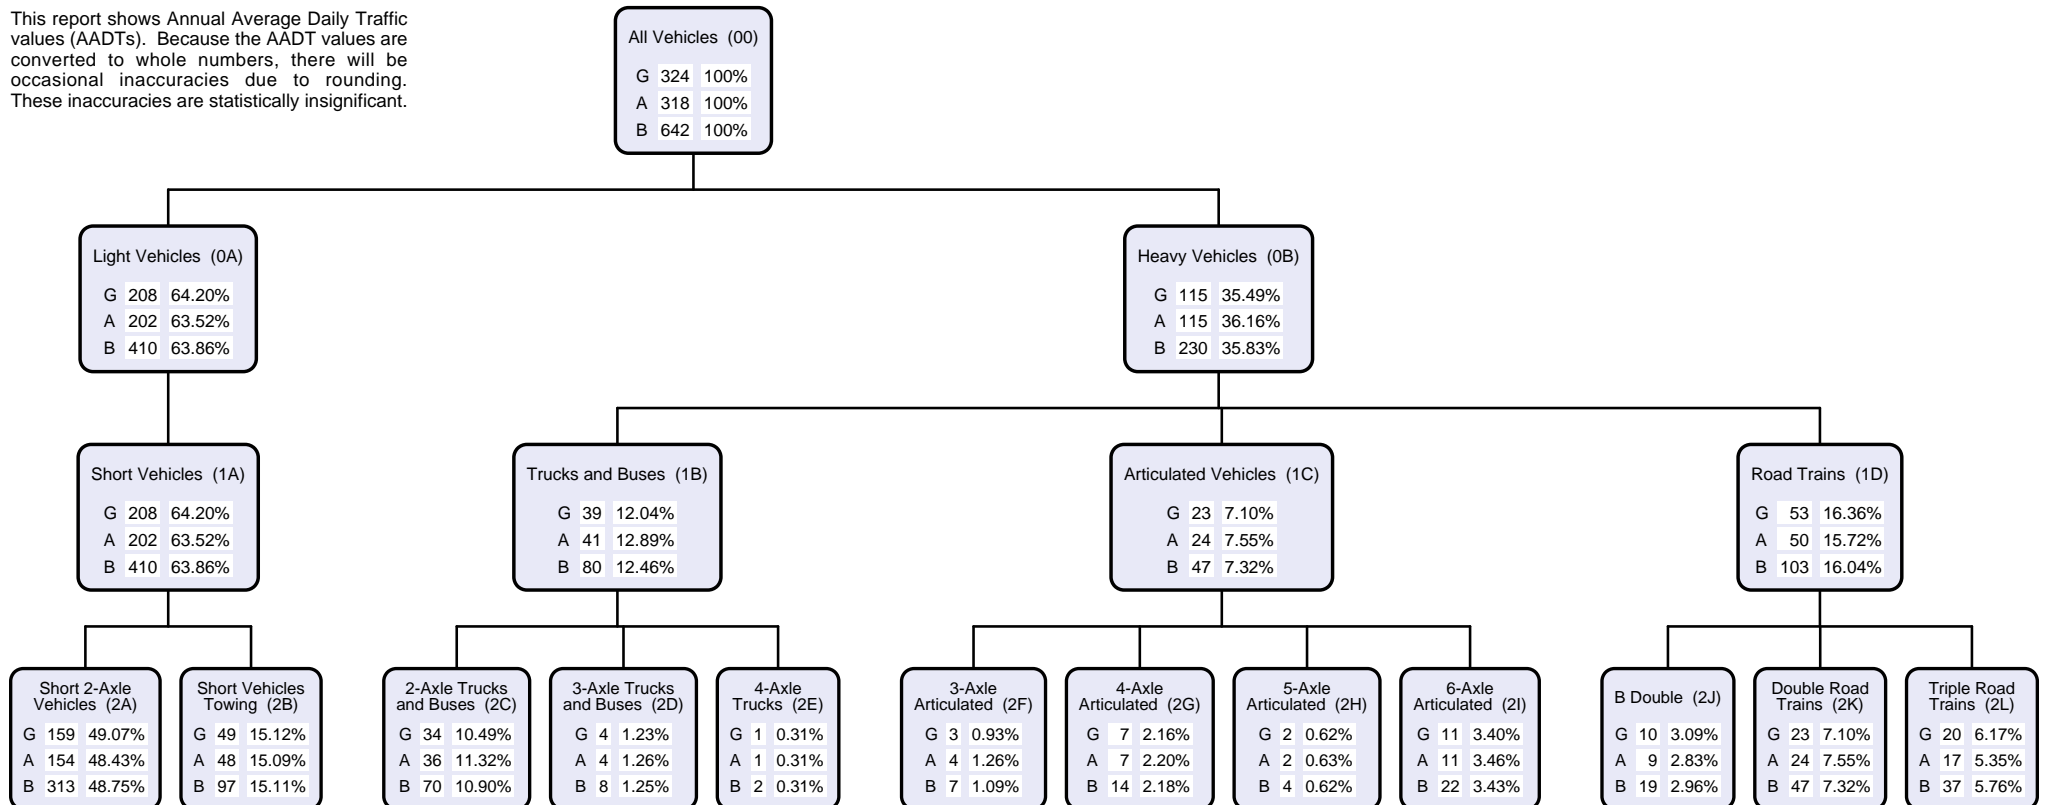 This report shows Annual Average Daily Traffic
values (AADTs).  Because the AADT values are
converted to whole numbers, there will be
occasional inaccuracies due to rounding.
These inaccuracies are statistically insignificant.
All Vehicles  (00)
G 324 100%
A 318 100%
B 642 100%
Light Vehicles  (0A)
G 208 64.20%
A 202 63.52%
B 410 63.86%
Heavy Vehicles  (0B)
G 115 35.49%
A 115 36.16%
B 230 35.83%
Short Vehicles  (1A)
G 208 64.20%
A 202 63.52%
B 410 63.86%
Trucks and Buses  (1B)
G 39 12.04%
A 41 12.89%
B 80 12.46%
Articulated Vehicles  (1C)
G 23 7.10%
A 24 7.55%
B 47 7.32%
Road Trains  (1D)
G 53 16.36%
A 50 15.72%
B 103 16.04%
Short 2-Axle
Vehicles  (2A)
G 159 49.07%
A 154 48.43%
B 313 48.75%
Short Vehicles
Towing  (2B)
G 49 15.12%
A 48 15.09%
B 97 15.11%
2-Axle Trucks
and Buses  (2C)
G 34 10.49%
A 36 11.32%
B 70 10.90%
3-Axle Trucks
and Buses  (2D)
G 4 1.23%
A 4 1.26%
B 8 1.25%
4-Axle
Trucks  (2E)
G 1 0.31%
A 1 0.31%
B 2 0.31%
3-Axle
Articulated  (2F)
G 3 0.93%
A 4 1.26%
B 7 1.09%
4-Axle
Articulated  (2G)
G 7 2.16%
A 7 2.20%
B 14 2.18%
5-Axle
Articulated  (2H)
G 2 0.62%
A 2 0.63%
B 4 0.62%
6-Axle
Articulated  (2I)
G 11 3.40%
A 11 3.46%
B 22 3.43%
B Double  (2J)
G 10 3.09%
A 9 2.83%
B 19 2.96%
Double Road
Trains  (2K)
G 23 7.10%
A 24 7.55%
B 47 7.32%
Triple Road
Trains  (2L)
G 20 6.17%
A 17 5.35%
B 37 5.76%